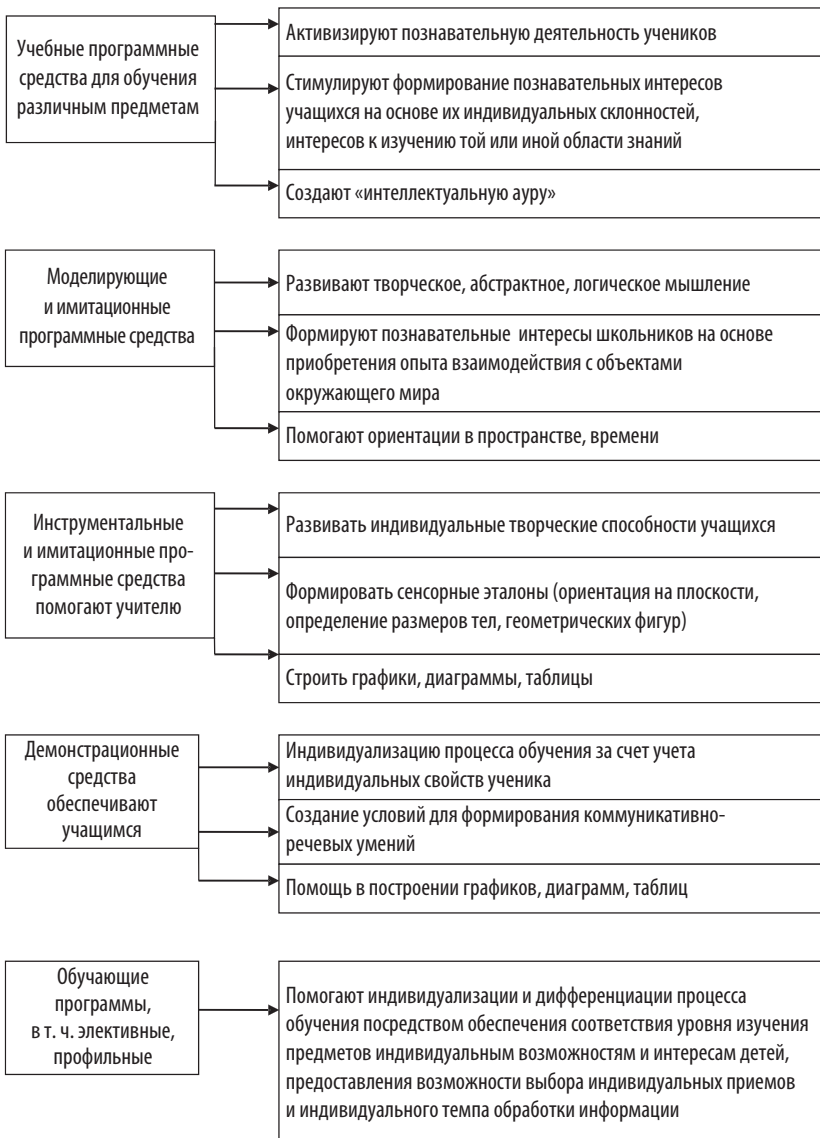 Учебные программные
средства для обучения
различным предметам
Активизируют познавательную деятельность учеников
Стимулируют формирование познавательных интересов
учащихся на основе их индивидуальных склонностей,
интересов к изучению той или иной области знаний
Создают «интеллектуальную ауру»
Моделирующие
и имитационные
программные средства
Развивают творческое, абстрактное, логическое мышление
Формируют познавательные интересы школьников на основе
приобретения опыта взаимодействия с объектами
окружающего мира
Помогают ориентации в пространстве, времени
Инструментальные
и имитационные про-
граммные средства
помогают учителю
Развивать индивидуальные творческие способности учащихся
Формировать сенсорные эталоны (ориентация на плоскости,
определение размеров тел, геометрических фигур)
Строить графики, диаграммы, таблицы
Демонстрационные
средства
обеспечивают
учащимся
Индивидуализацию процесса обучения за счет учета
индивидуальных свойств ученика
Создание условий для формирования коммуникативно-
речевых умений
Помощь в построении графиков, диаграмм, таблиц
Обучающие
программы,
в т. ч. элективные,
профильные
Помогают индивидуализации и дифференциации процесса
обучения посредством обеспечения соответствия уровня изучения
предметов индивидуальным возможностям и интересам детей,
предоставления возможности выбора индивидуальных приемов
и индивидуального темпа обработки информации